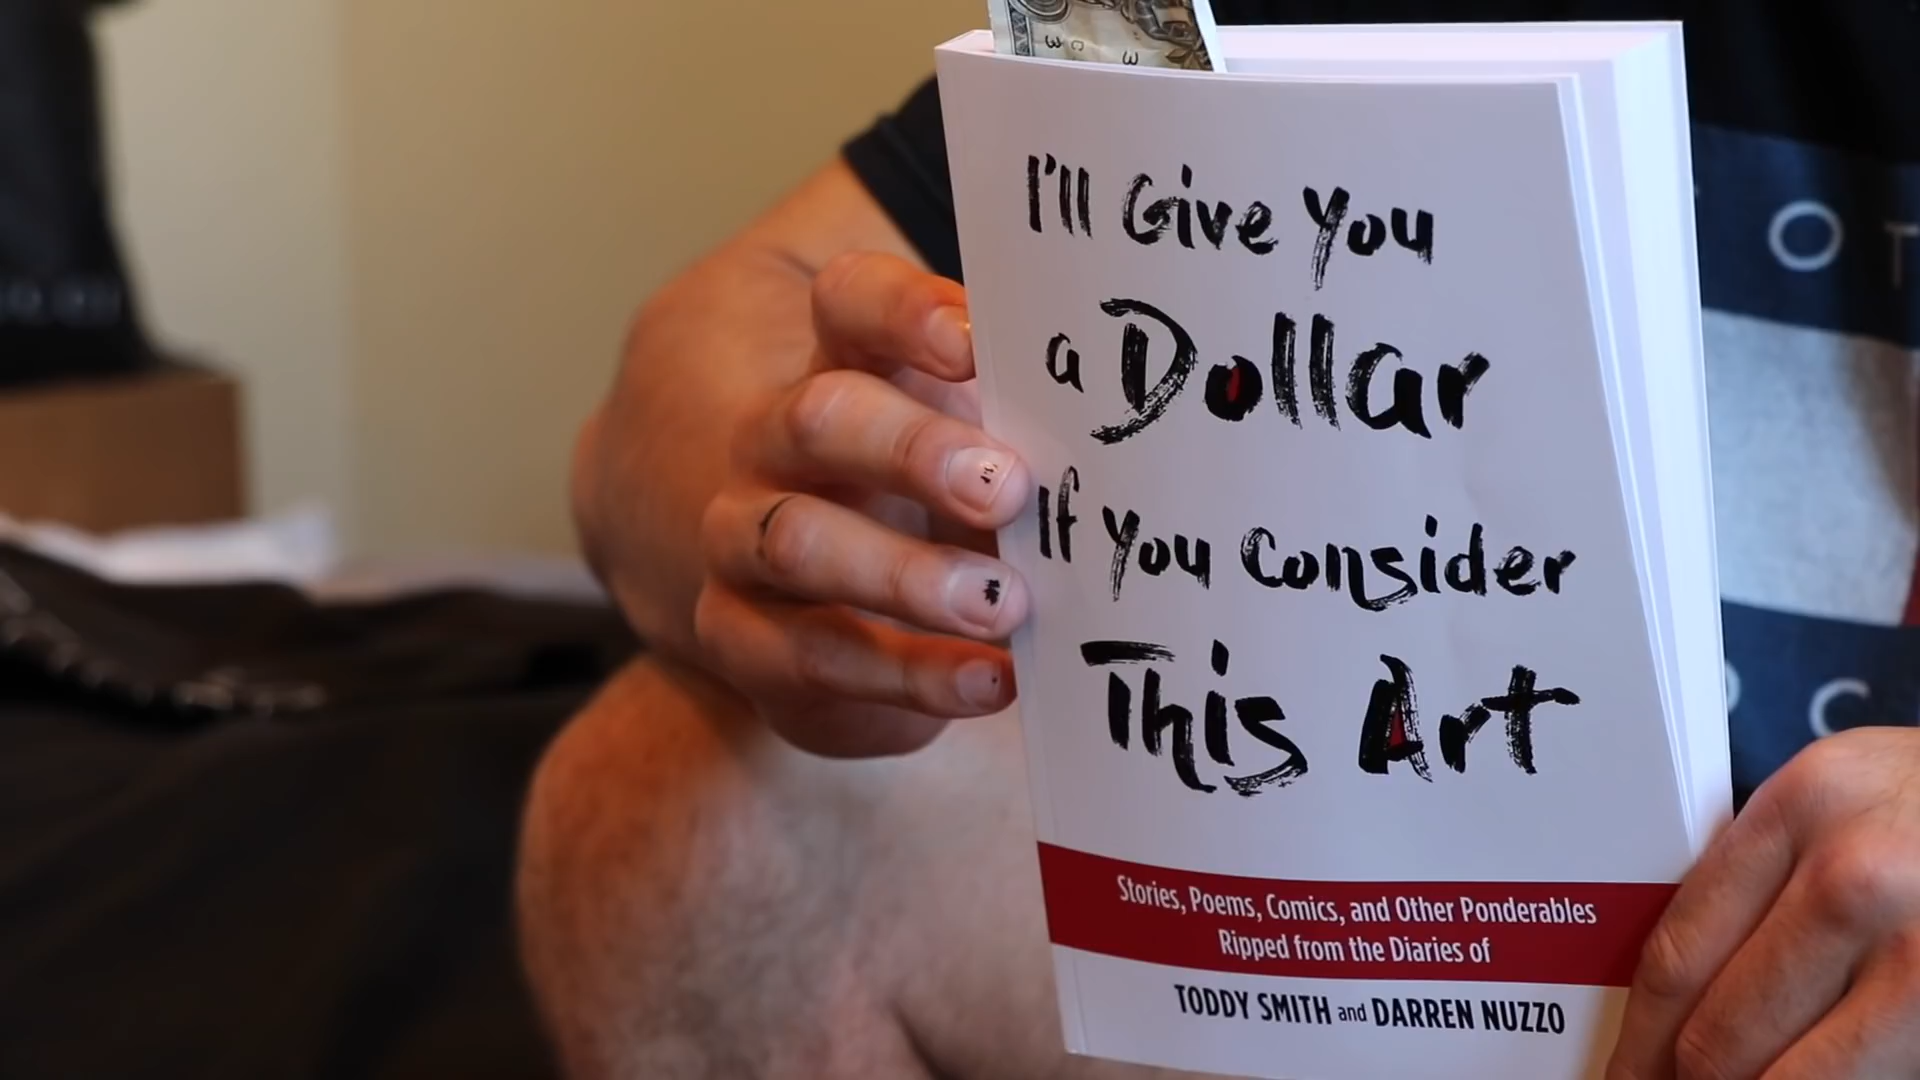 I'll Give You
a Dollar
If You Consider
This Art
Stories, Poems, Comics, and Other Ponderables
Ripped from the Diaries of
TODDY SMITH and DARREN NUZZO